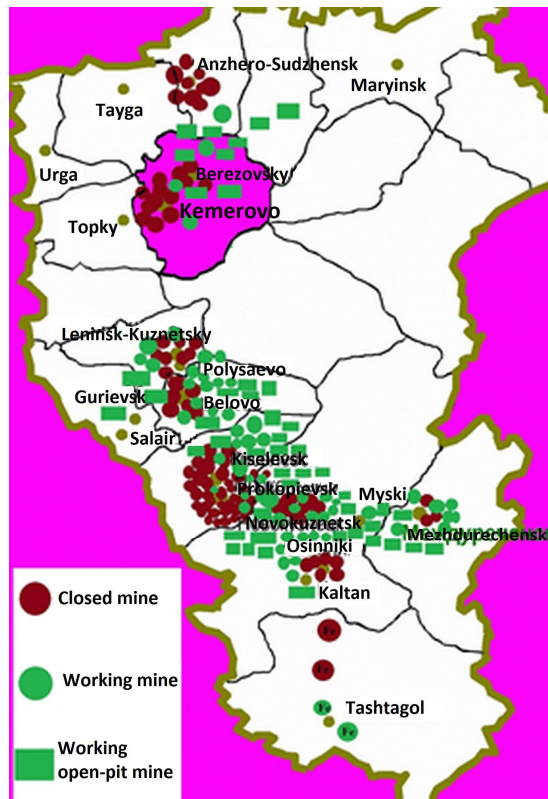 Anzhero-Sudzhensk
Maryinsk
Tayga
Urga
Berezovsky
Kemerovo
Topky
Leninsk-Kuznetsky
Polysaevo
Gurievsk
Belovo
Salair
Kiselevsk
Prokopievsk
Myski
Novokuznetsk
Mezhdurechensk
Osinniki
Kaltan
Closed mine
Fe
Fe
Working mine
Fe
Tashtagol
Fe
Working
open-pit mine